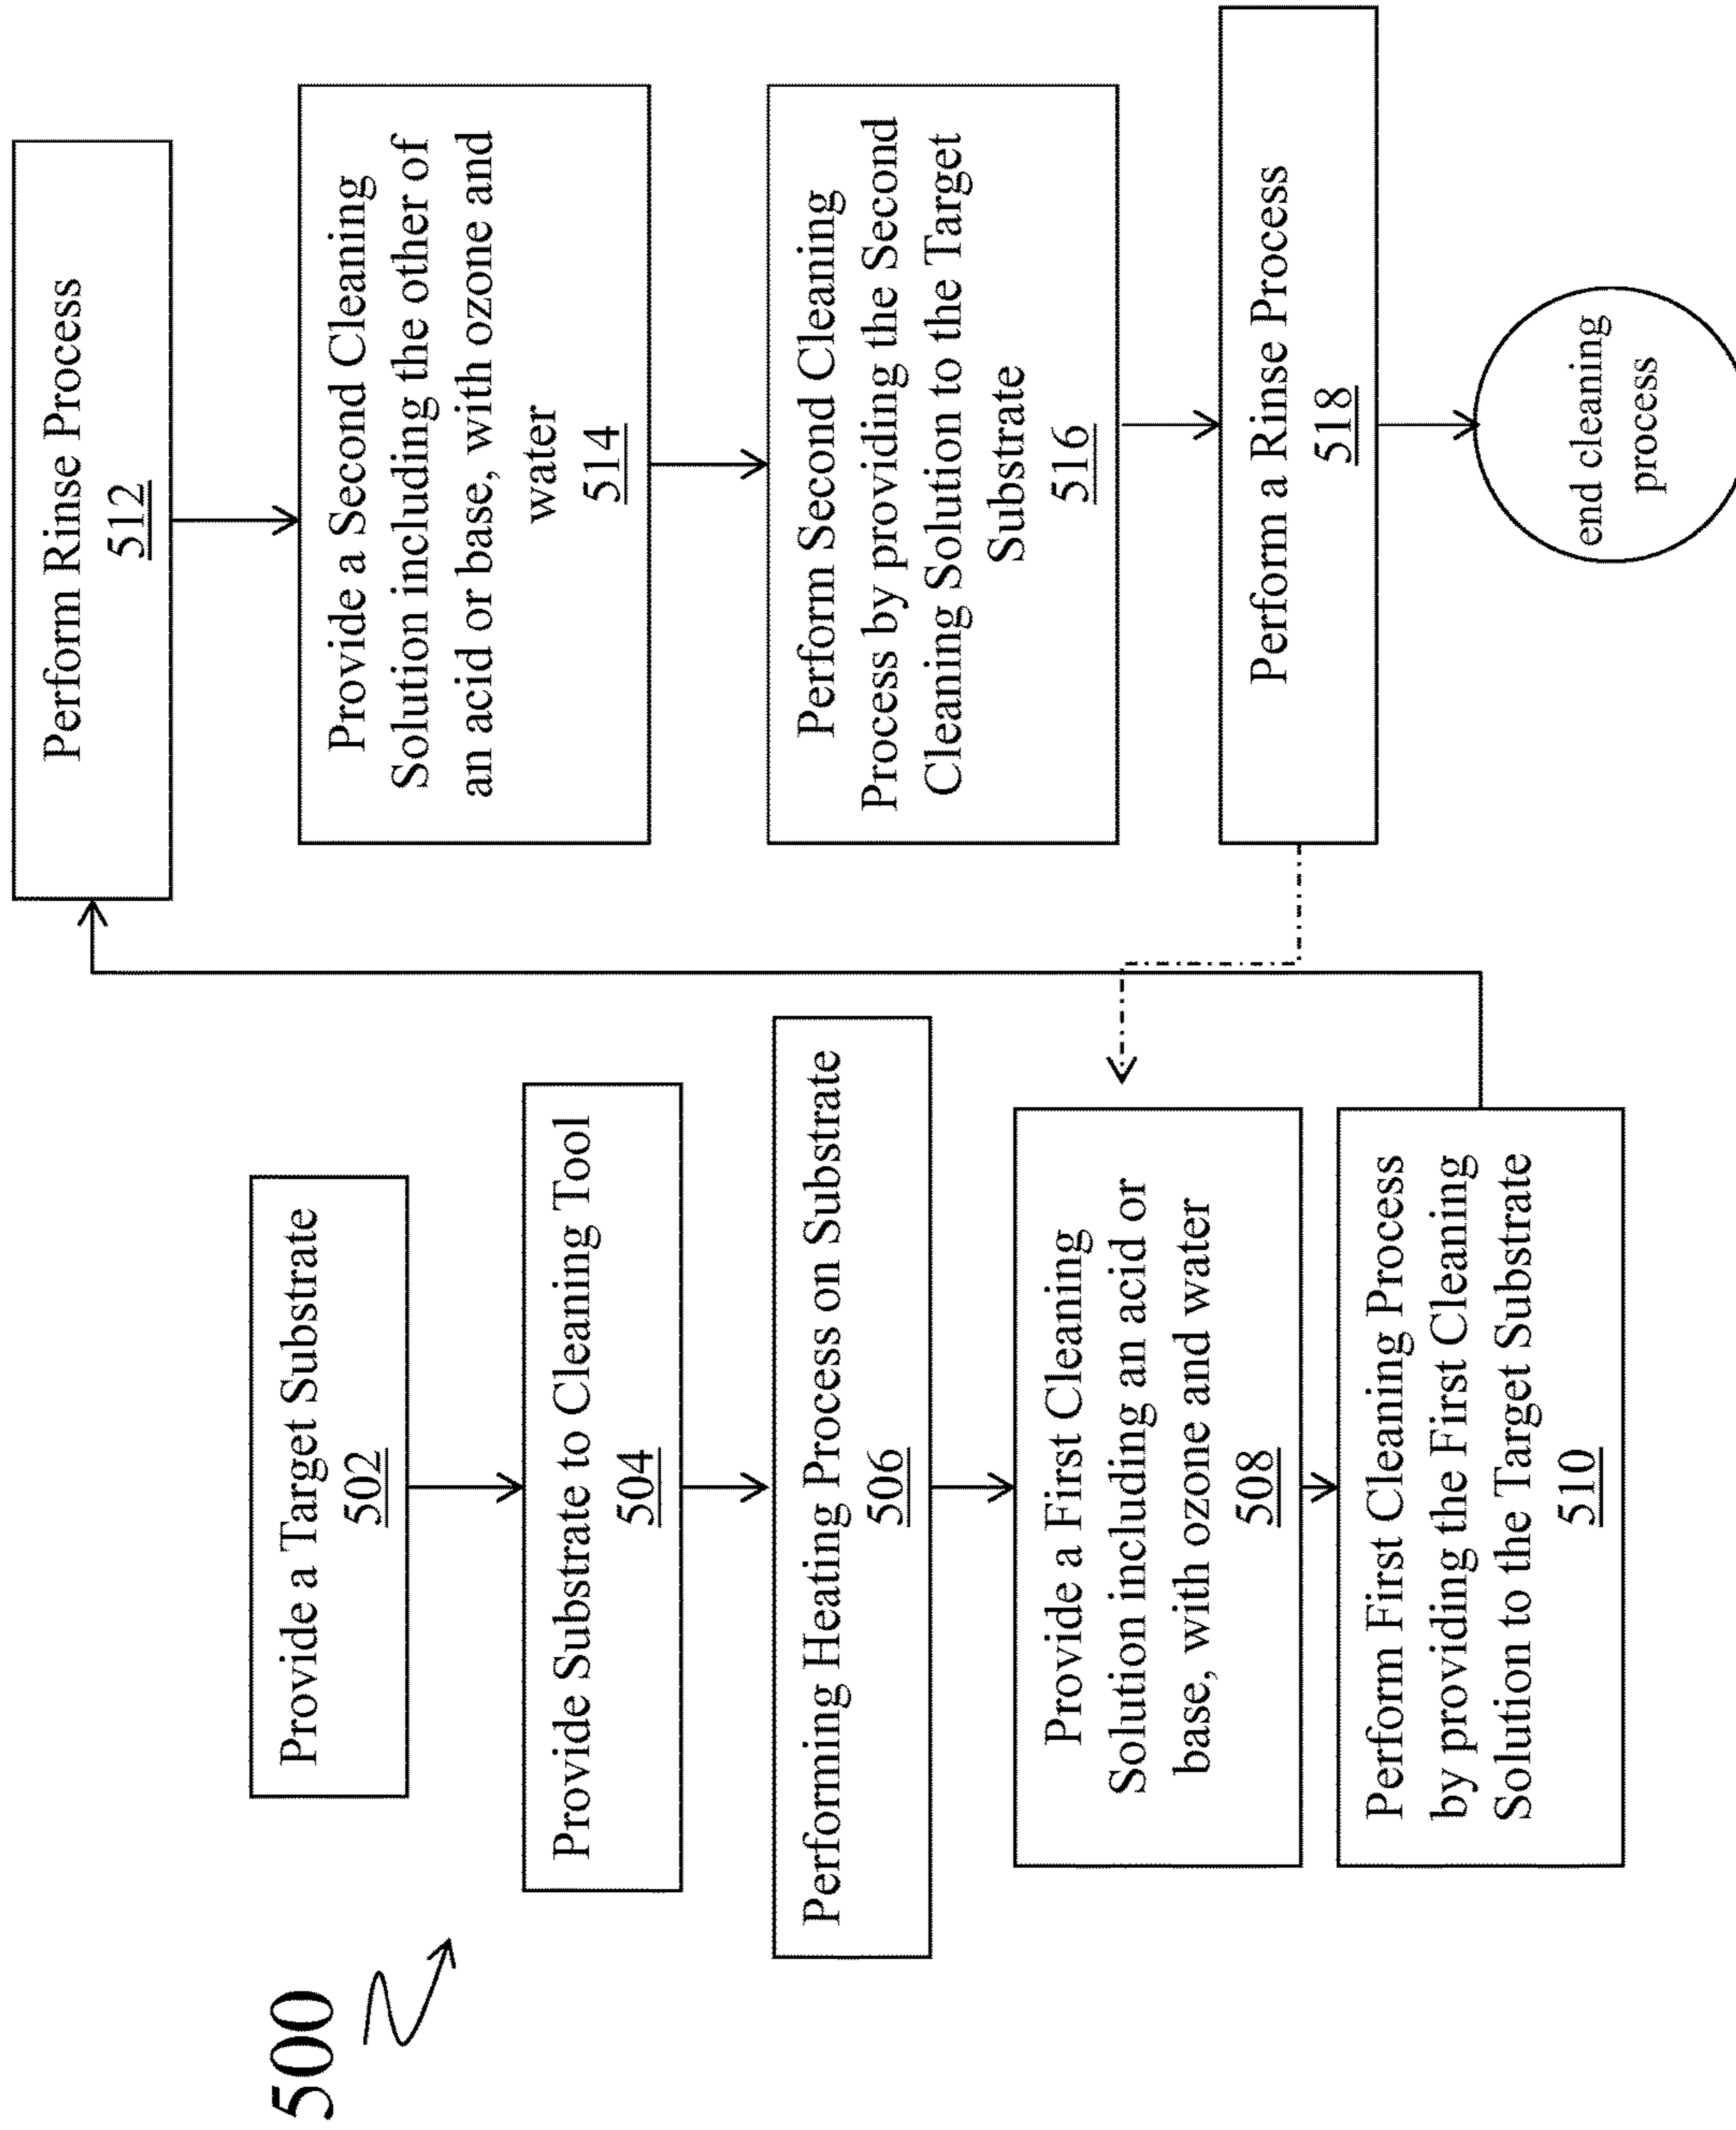 500
Provide a Target Substrate
502
Provide Substrate to Cleaning Tool
504
Performing Heating Process on Substrate
506
Provide a First Cleaning
Solution including an acid or
base, with ozone and water
508
Perform First Cleaning Process
by providing the First Cleaning
Solution to the Target Substrate
510
Perform Rinse Process
512
Provide a Second Cleaning
Solution including the other of
an acid or base, with ozone and
water
514
Perform Second Cleaning
Process by providing the Second
Cleaning Solution to the Target
Substrate
516
Perform a Rinse Process
518
end cleaning
process